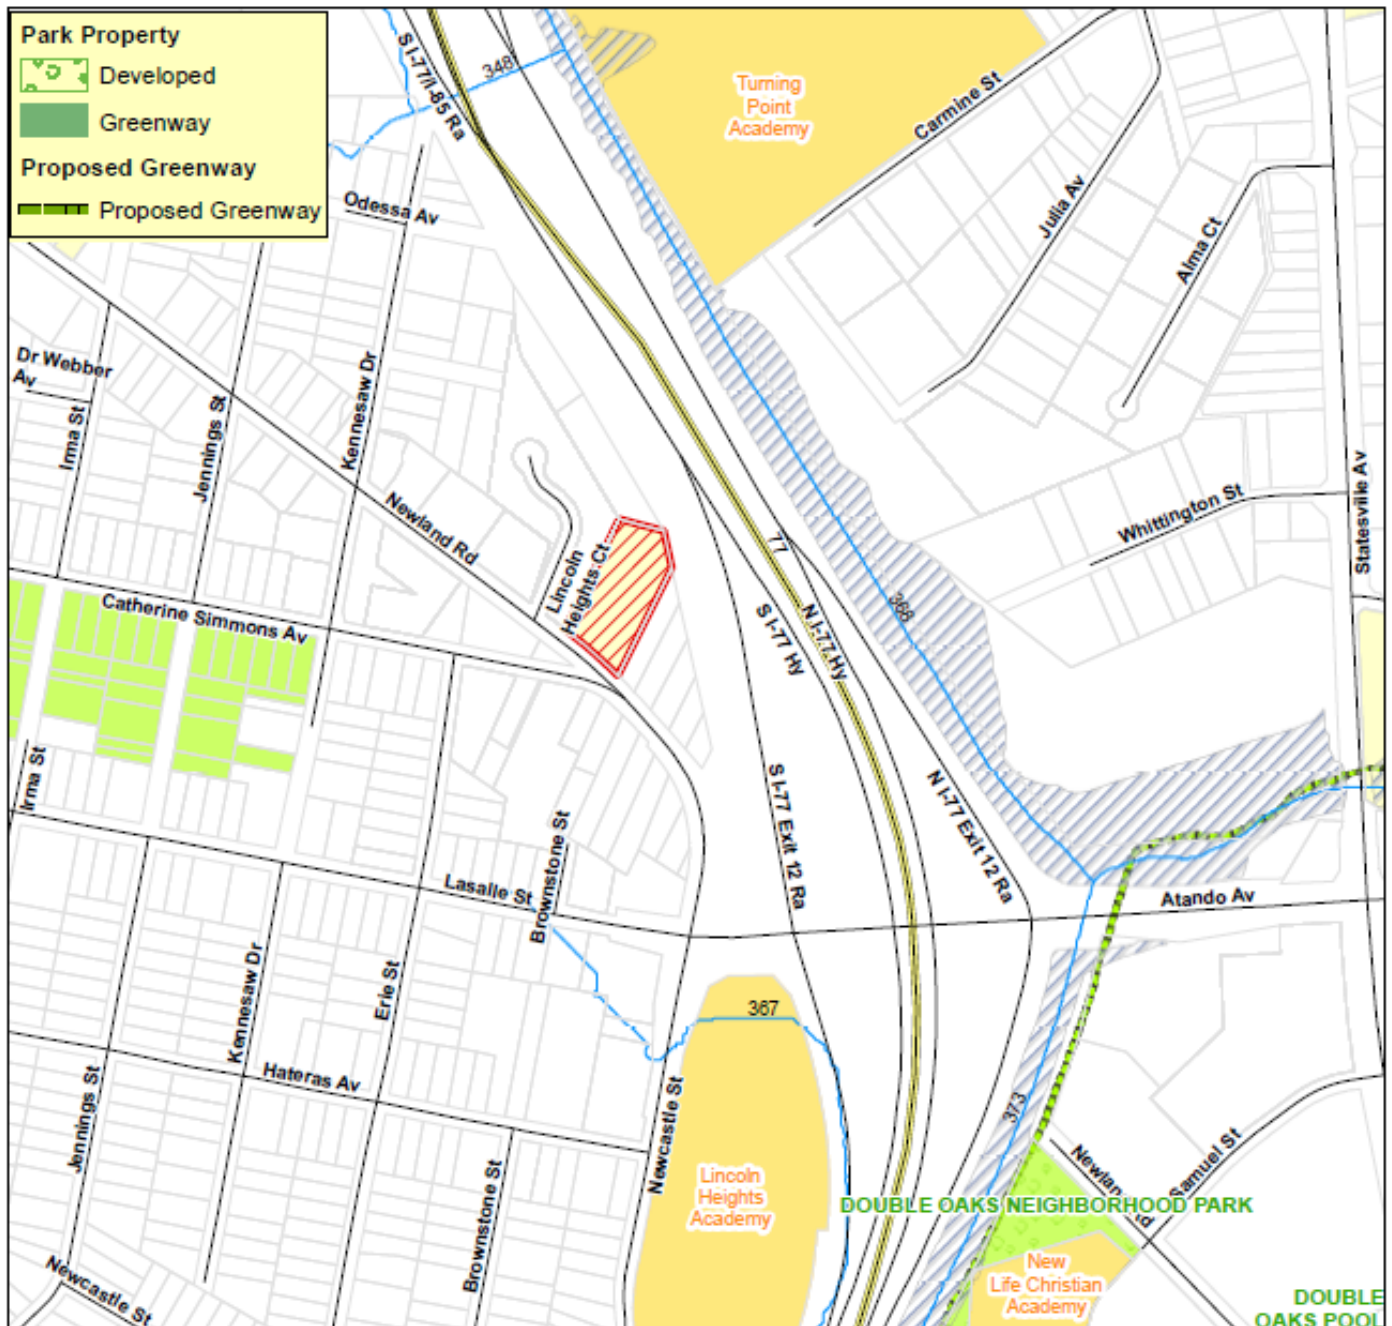 Park Property
Developed
Greenway
Proposed Greenway
Proposed Greenway
S I-77/I-85 Ra
348
Turning
Point
Academy
Carmine St
Julia Av
Alma Ct
Odessa Av
Dr Webber
Av
Irma St
Jennings St
Kennesaw Dr
Newland Rd
Lincoln
Heights Ct
77
S I-77 Hy
N I-77 Hy
368
Whittington St
Statesville Av
Catherine Simmons Av
Irma St
S I-77 Exit 12 Ra
N I-77 Exit 12 Ra
Lasalle St
Brownstone St
Atando Av
Kennesaw Dr
Erie St
367
Hateras Av
Jennings St
Newcastle St
373
Newland Rd
Samuel St
Lincoln
Heights
Academy
DOUBLE OAKS NEIGHBORHOOD PARK
Brownstone St
Newcastle St
New
Life Christian
Academy
DOUBLE
OAKS POOL